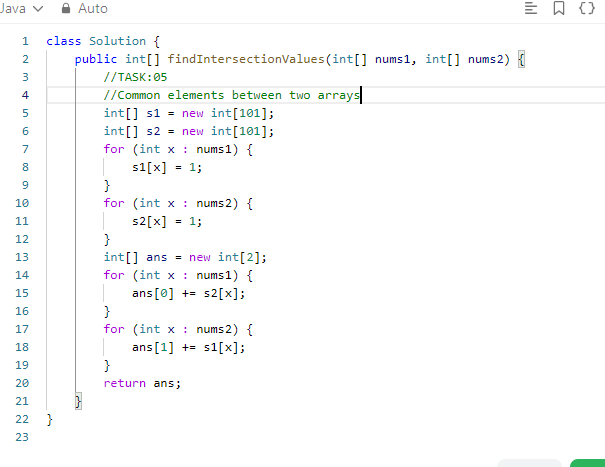 Java Auto {}
1 class Solution {
2 public int[] findIntersectionValues(int[] nums1, int[] nums2) {
3 //TASK:05
4 //Common elements between two arrays
5 int[] s1 = new int[101];
6 int[] s2 = new int[101];
7 for (int x : nums1) {
8 s1[x] = 1;
9 }
10 for (int x : nums2) {
11 s2[x] = 1;
12 }
13 int[] ans = new int[2];
14 for (int x : nums1) {
15 ans[0] += s2[x];
16 }
17 for (int x : nums2) {
18 ans[1] += s1[x];
19 }
20 return ans;
21 }
22 }
23